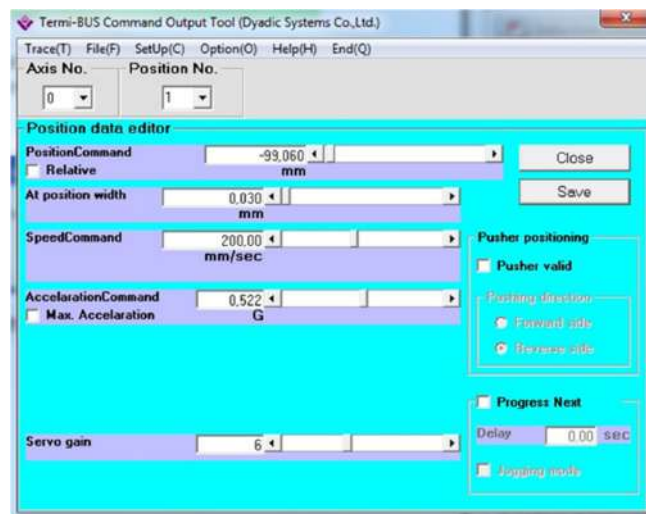 Termi-BUS Command Output Tool (Dyadic Systems Co.,Ltd.)
Trace(T) File(F) SetUp(C) Option(O) Help(H) End(Q)
Axis No. Position No.
0 1
Position data editor
PositionCommand -99,060
Relative mm
Close
At position width 0,030
mm
Save
SpeedCommand 200,00
mm/sec
Pusher positioning
Pusher valid
AccelarationCommand 0,522
Max. Accelaration G
Pushing direction
Forward side
Reverse side
Progress Next
Delay 0.00 sec
Servo gain 6
Jogging mode